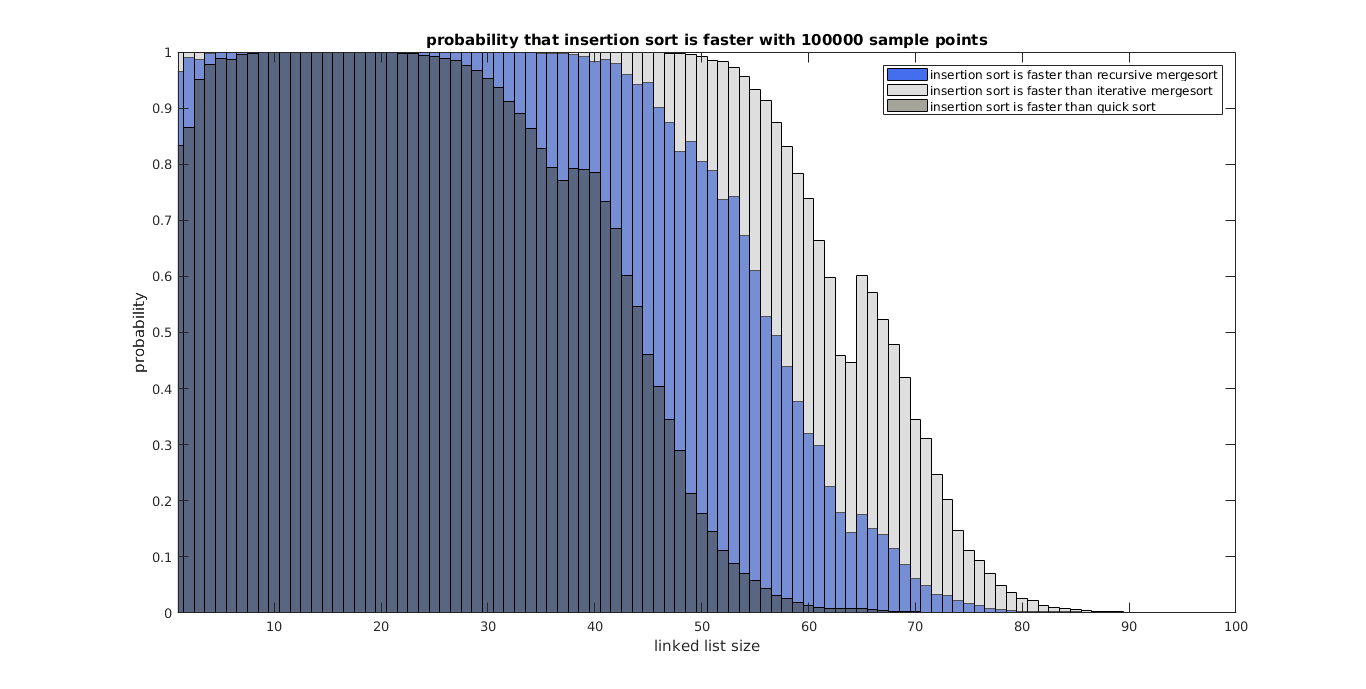 probability that insertion sort is faster with 100000 sample points
insertion sort is faster than recursive mergesort
insertion sort is faster than iterative mergesort
insertion sort is faster than quick sort
probability
1
0.9
0.8
0.7
0.6
0.5
0.4
0.3
0.2
0.1
0
10 20 30 40 50 60 70 80 90 100
linked list size